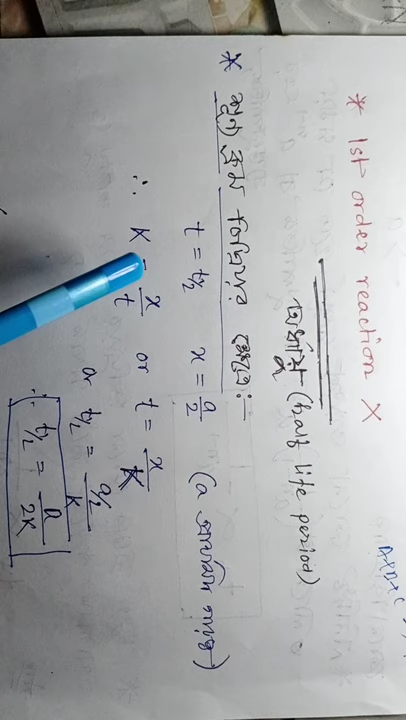 * 1st order reaction X
অর্ধায়ু (half life period)
* শূন্য ক্রম বিক্রিয়ার ক্ষেত্রে:
t = t½ x = a/2 (a প্রাথমিক গাঢ়ত্ব)
∴ K = x/t or t = x/K
or t½ = a/2/K
∴ t½ = a/2K